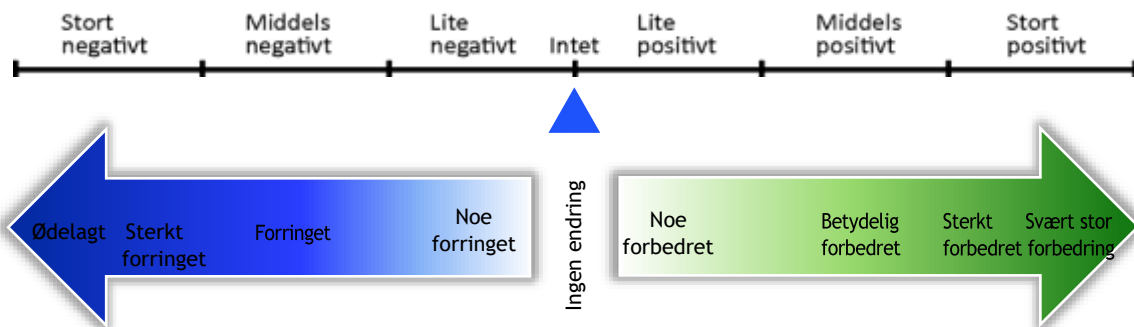 Stort
negativt
Middels
negativt
Lite
negativt
Intet
Lite
positivt
Middels
positivt
Stort
positivt
Ødelagt
Sterkt
forringet
Forringet
Noe
forringet
Ingen endring
Noe
forbedret
Betydelig
forbedret
Sterkt
forbedret
Svært stor
forbedring